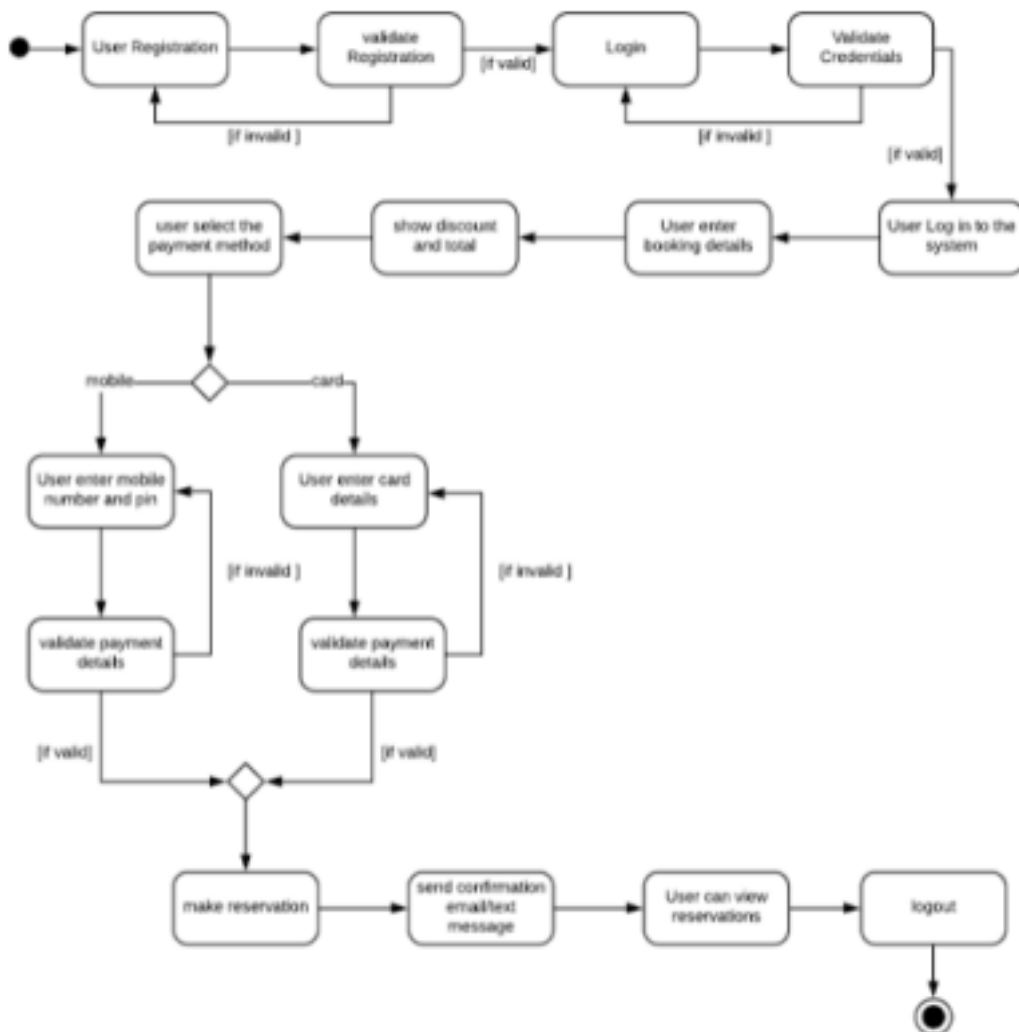 User Registration
validate
Registration
[if valid]
Login
Validate
Credentials
[if invalid ]
[if invalid ]
[if valid]
user select the
payment method
show discount
and total
User enter
booking details
User Log in to the
system
mobile
card
User enter mobile
number and pin
User enter card
details
[if invalid ]
[if invalid ]
validate payment
details
validate payment
details
[if valid]
[if valid]
make reservation
send confirmation
email/text
message
User can view
reservations
logout